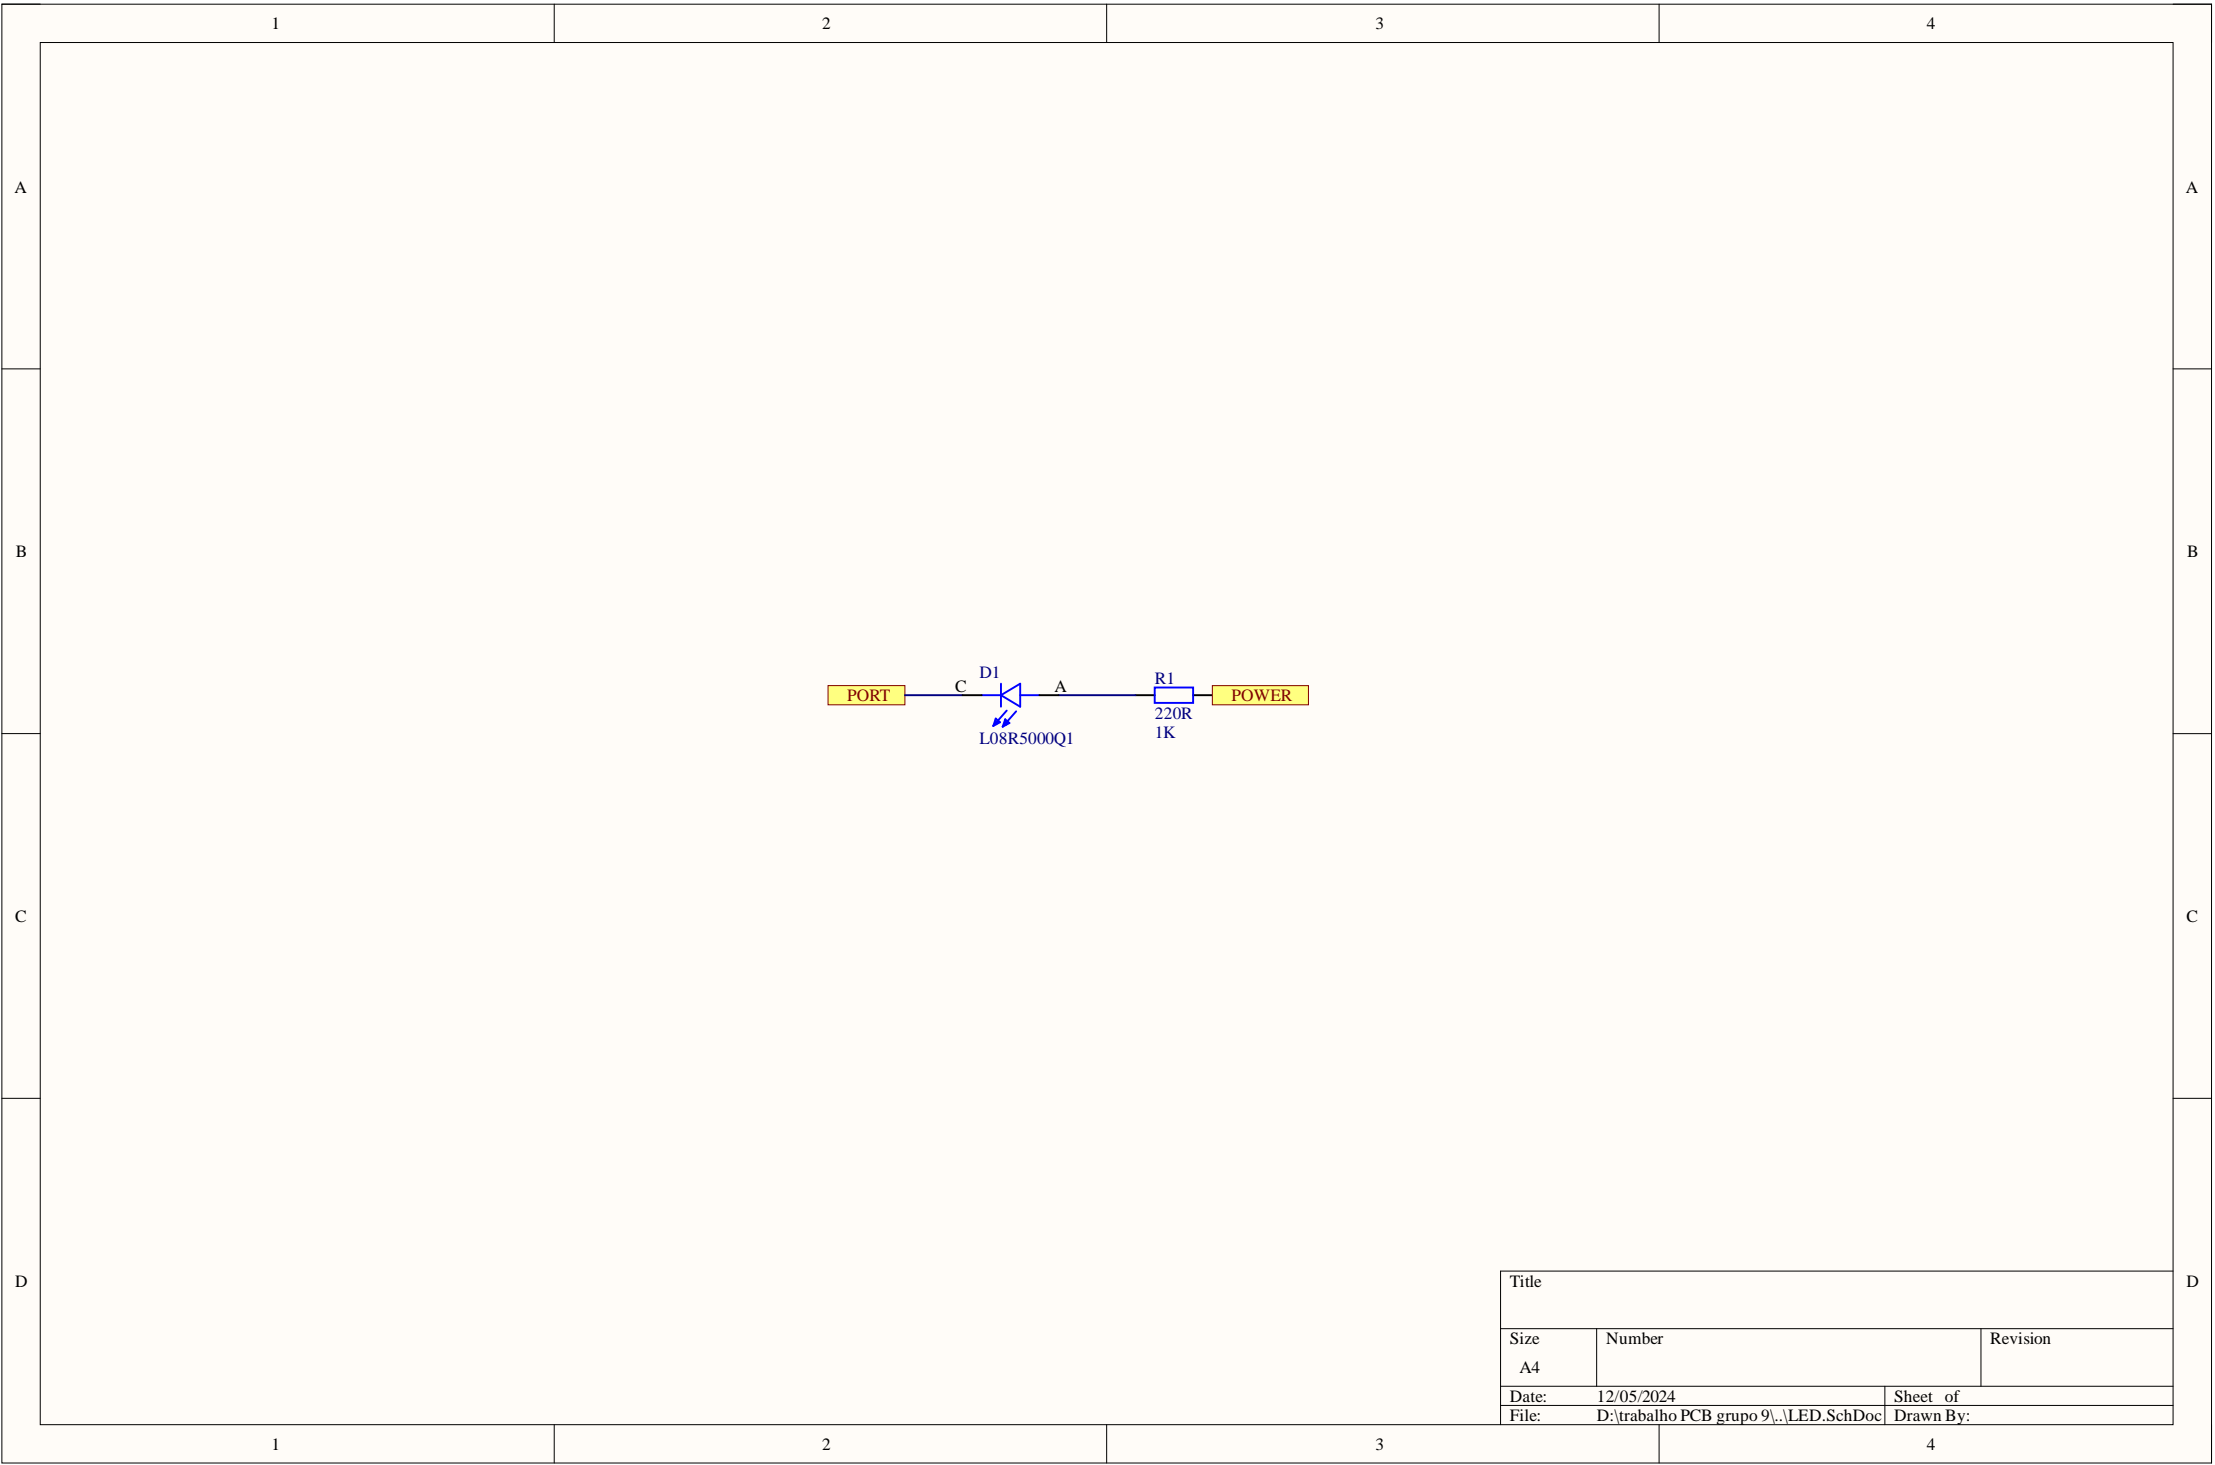 1 2 3 4
A A
B B
D1
C A
R1
PORT POWER
220R
L08R5000Q1
1K
C C
D D
Title
Size Number Revision
A4
Date: 12/05/2024 Sheet of
File: D:\trabalho PCB grupo 9\..\LED.SchDoc Drawn By:
1 2 3 4